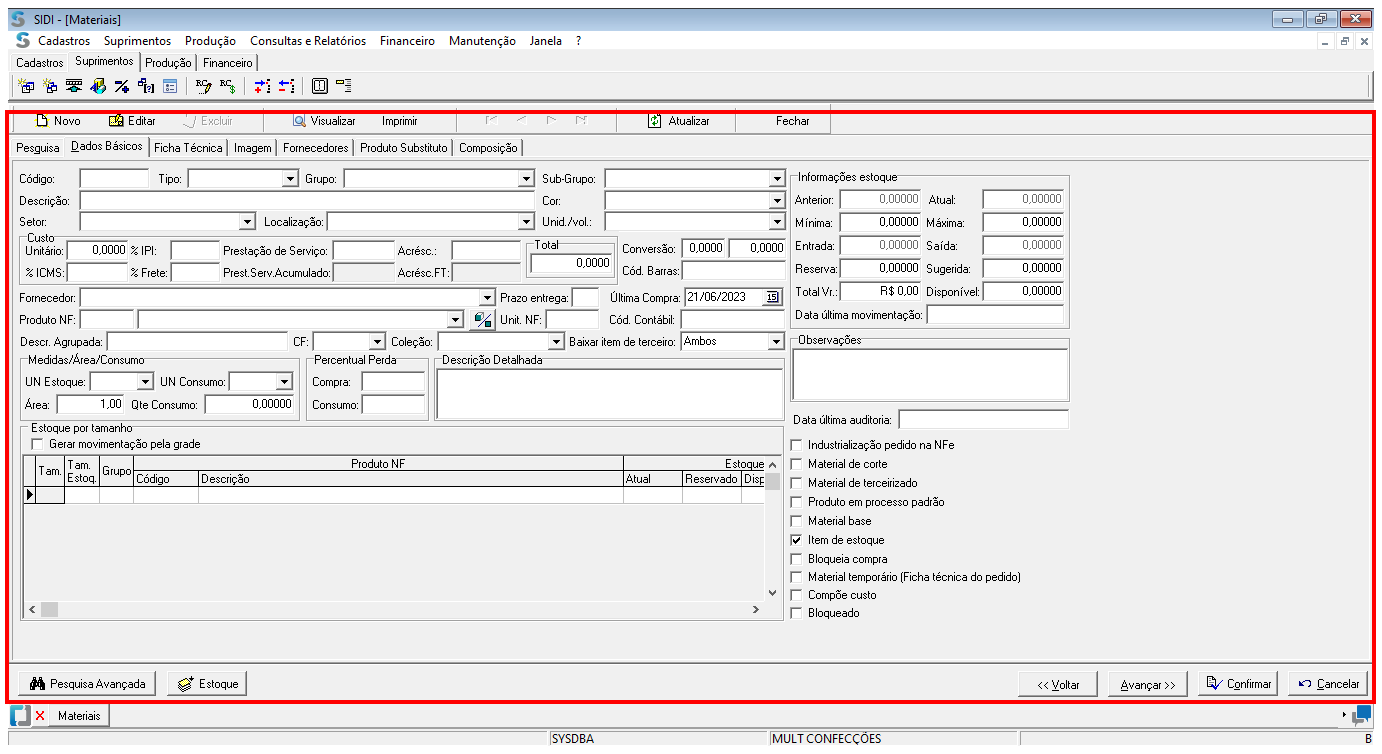 SIDI - [Materiais]
Cadastros Suprimentos Produção Consultas e Relatórios Financeiro Manutenção Janela ?
Cadastros Suprimentos Produção Financeiro
Novo Editar Excluir Visualizar Imprimir Atualizar Fechar
Pesquisa Dados Básicos Ficha Técnica Imagem Fornecedores Produto Substituto Composição
Código: Tipo: Grupo: Sub-Grupo: Informações estoque
Descrição: Cor: Anterior: 0,00000 Atual: 0,00000
Setor: Localização: Unid./vol.: Mínima: 0,00000 Máxima: 0,00000
Custo
Unitário: 0,0000 % IPI: Prestação de Serviço: Acrésc.: Total Conversão: 0,0000 0,0000 Entrada: 0,00000 Saída: 0,00000
% ICMS: % Frete: Prest.Serv.Acumulado: Acrésc.FT: 0,0000 Cód. Barras: Reserva: 0,00000 Sugerida: 0,00000
Fornecedor: Prazo entrega: Última Compra: 21/06/2023 15 Total Vr.: R$ 0,00 Disponível: 0,00000
Produto NF: Unit. NF: Cód. Contábil: Data última movimentação:
Descr. Agrupada: CF: Coleção: Baixar item de terceiro: Ambos Observações
Medidas/Área/Consumo Percentual Perda Descrição Detalhada
UN Estoque: UN Consumo: Compra:
Área: 1,00 Qte Consumo: 0,00000 Consumo:
Data última auditoria:
Estoque por tamanho
Gerar movimentação pela grade
Tam. Tam. Estoq. Grupo Produto NF Estoque
Código Descrição Atual Reservado Disp
Industrialização pedido na NFe
Material de corte
Material de terceirizado
Produto em processo padrão
Material base
Item de estoque
Bloqueia compra
Material temporário (Ficha técnica do pedido)
Compõe custo
Bloqueado
Pesquisa Avançada Estoque << Voltar Avançar >> Confirmar Cancelar
Materiais
SYSDBA MULT CONFECÇÕES B